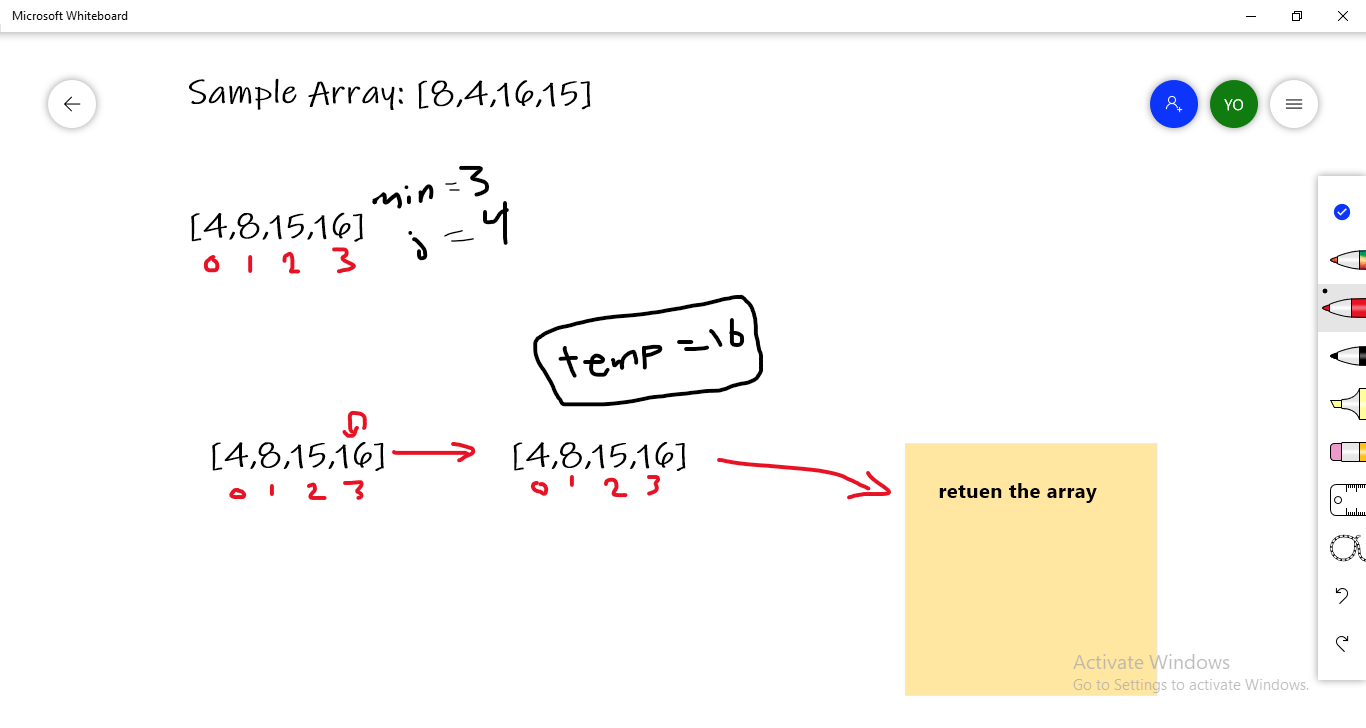 Microsoft Whiteboard
Sample Array: [8,4,16,15]
YO
min = 3
[4,8,15,16]
j = 4
0 1 2 3
temp = 16
[4,8,15,16]
[4,8,15,16]
0 1 2 3
0 1 2 3
retuen the array
Activate Windows
Go to Settings to activate Windows.